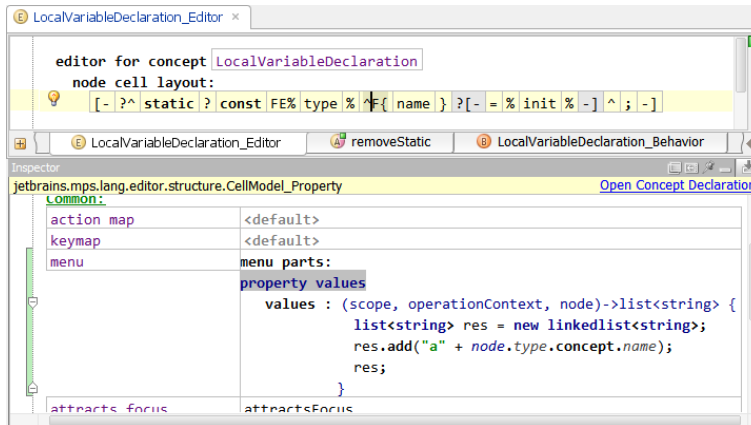 LocalVariableDeclaration_Editor ×
editor for concept LocalVariableDeclaration
node cell layout:
[- ?^ static ? const FE% type % ^F{ name } ?[- = % init % -] ^ ; -]
LocalVariableDeclaration_Editor removeStatic LocalVariableDeclaration_Behavior
Inspector
jetbrains.mps.lang.editor.structure.CellModel_Property Open Concept Declaration
Common:
action map <default>
keymap <default>
menu menu parts:
property values
values : (scope, operationContext, node)->list<string> {
list<string> res = new linkedlist<string>;
res.add("a" + node.type.concept.name);
res;
}
attracts focus attractsFocus